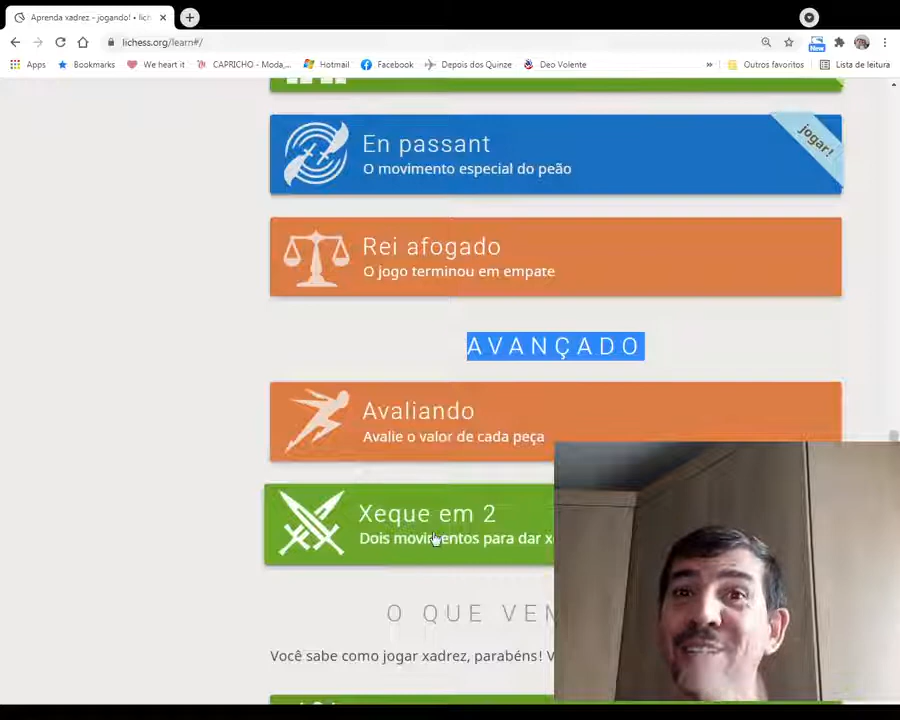 Aprenda xadrez - jogando! • lich
lichess.org/learn#/
New
Apps Bookmarks We heart it CAPRICHO - Moda,... Hotmail Facebook Depois dos Quinze Deo Volente » Outros favoritos Lista de leitura
En passant
O movimento especial do peão
jogar!
Rei afogado
O jogo terminou em empate
AVANÇADO
Avaliando
Avalie o valor de cada peça
Xeque em 2
Dois movimentos para dar x
O QUE VEM
Você sabe como jogar xadrez, parabéns! V